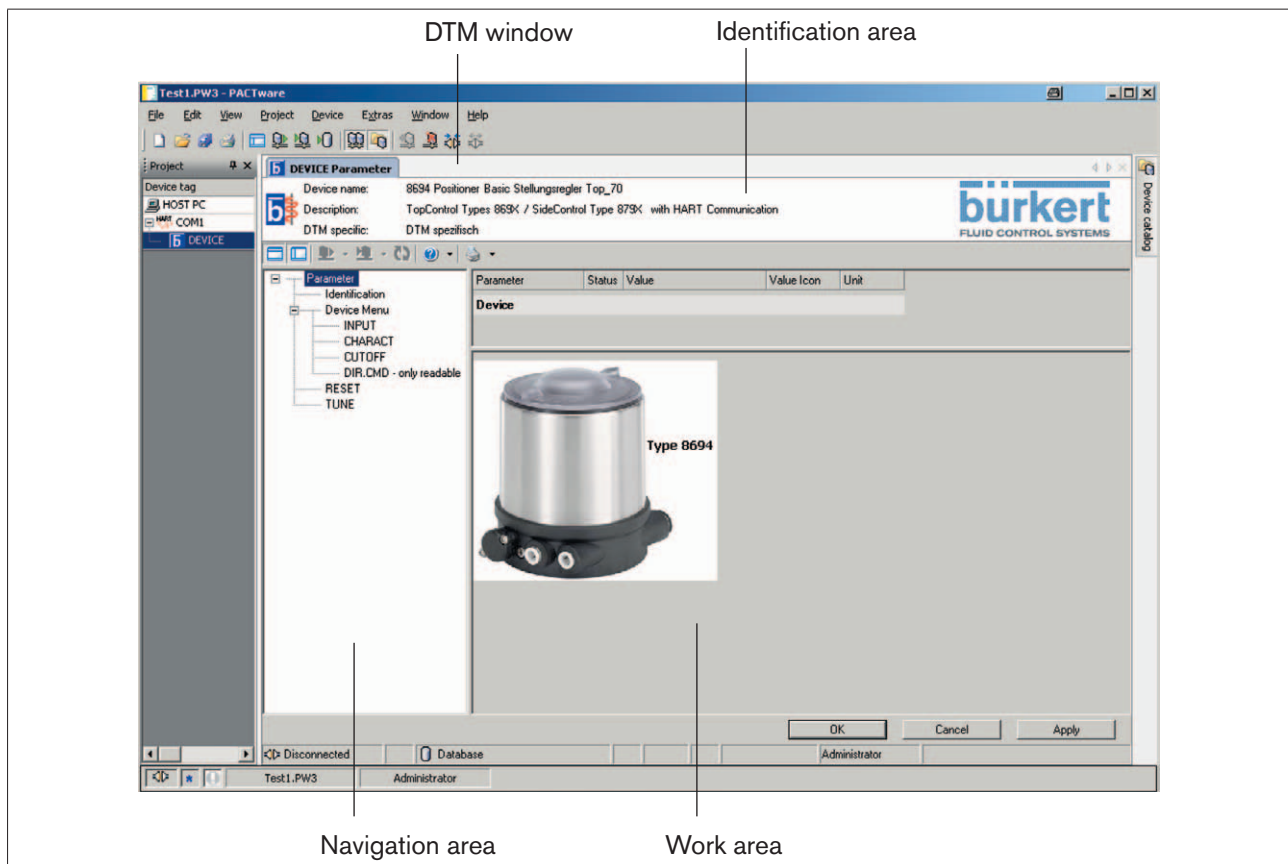 DTM window
Identification area
Test1.PW3 - PACTware
File Edit View Project Device Extras Window Help
Project
Device tag
HOST PC
HART COM1
DEVICE
DEVICE Parameter
Device name: 8694 Positioner Basic Stellungsregler Top_70
Description: TopControl Types 869X / SideControl Type 879X with HART Communication
DTM specific: DTM spezifisch
burkert
FLUID CONTROL SYSTEMS
Device catalog
Parameter
Identification
Device Menu
INPUT
CHARACT
CUTOFF
DIR.CMD - only readable
RESET
TUNE
Parameter Status Value Value Icon Unit
Device
Type 8694
OK Cancel Apply
Disconnected Database Administrator
Test1.PW3 Administrator
Navigation area
Work area